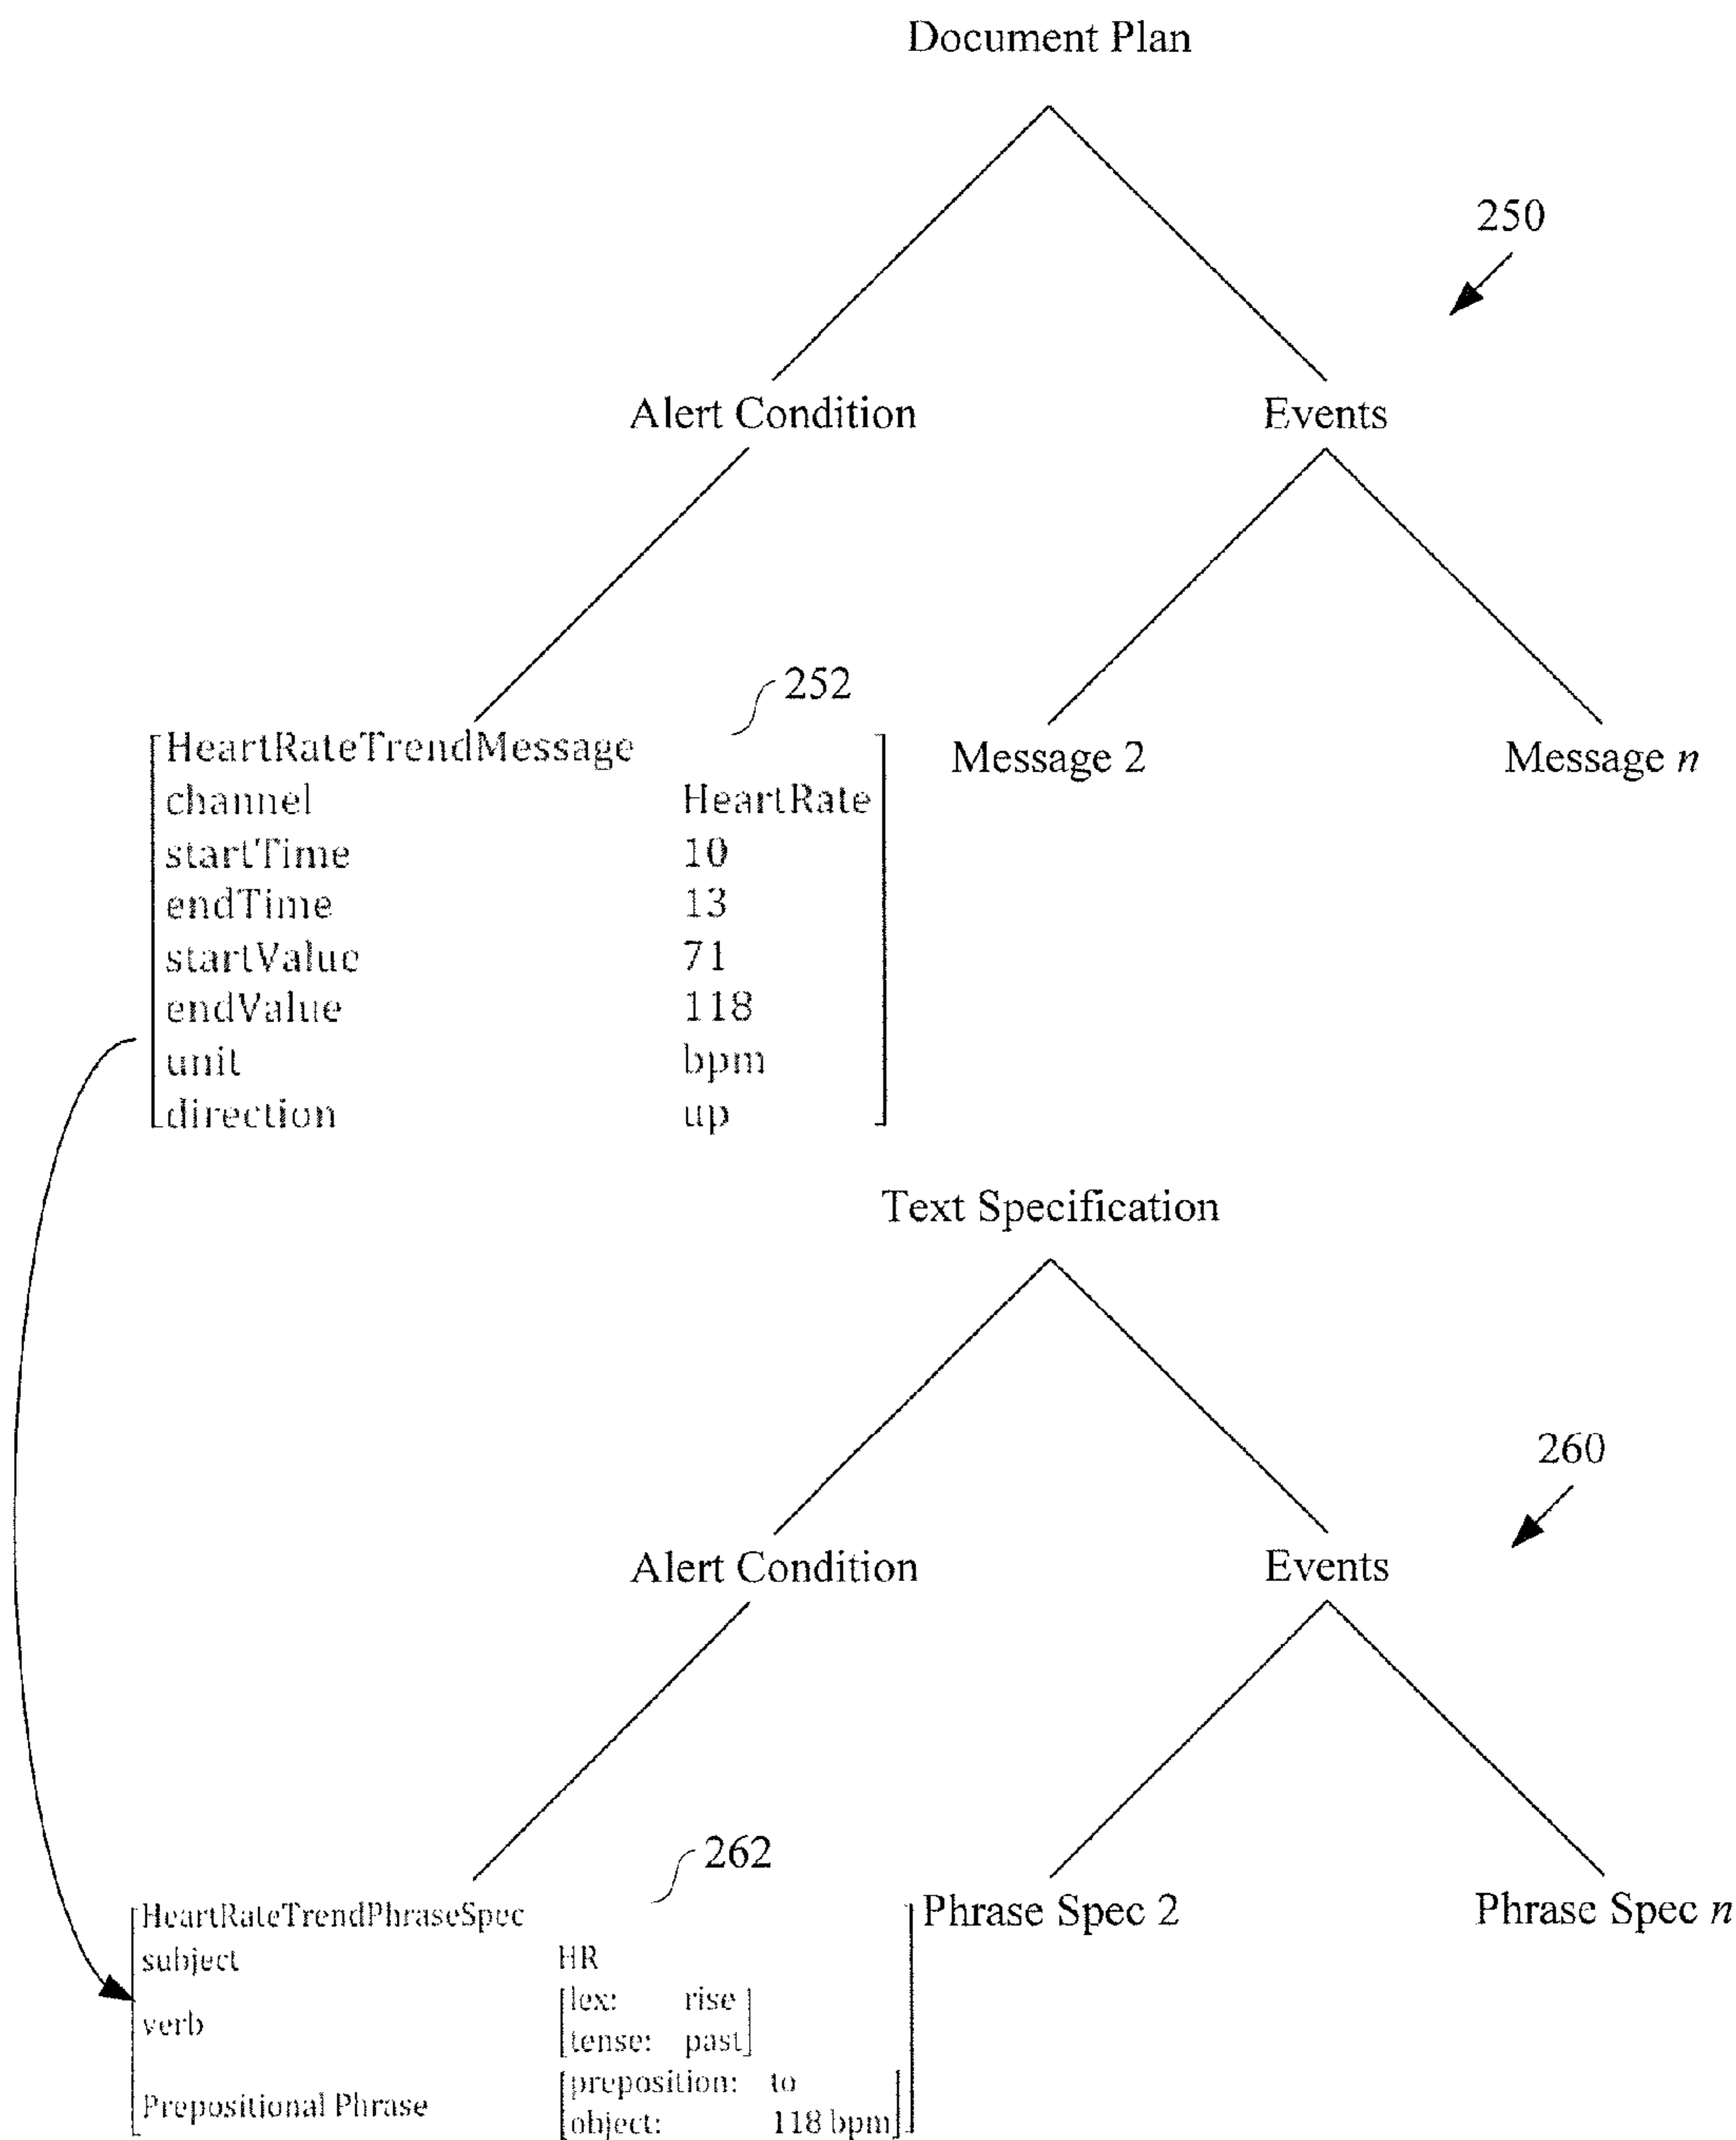 Document Plan
250
Alert Condition Events
252
HeartRateTrendMessage Message 2 Message n
channel HeartRate
startTime 10
endTime 13
startValue 71
endValue 118
unit bpm
direction up
Text Specification
260
Alert Condition Events
262
HeartRateTrendPhraseSpec Phrase Spec 2 Phrase Spec n
subject HR
verb lex: rise
tense: past
Prepositional Phrase preposition: to
object: 118 bpm